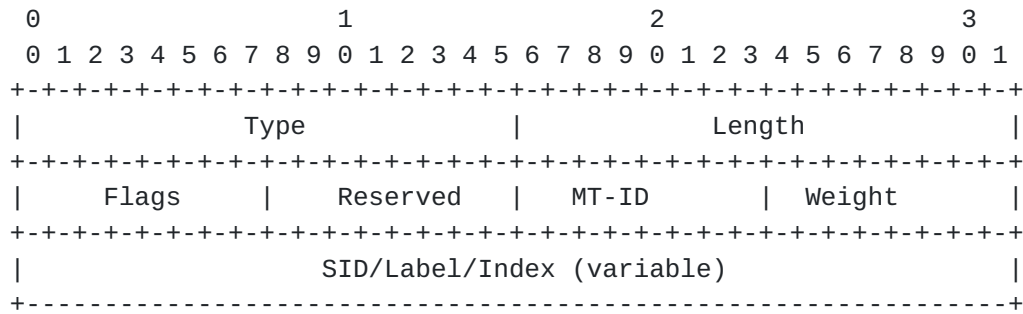 0                   1                   2                   3
 0 1 2 3 4 5 6 7 8 9 0 1 2 3 4 5 6 7 8 9 0 1 2 3 4 5 6 7 8 9 0 1
+-+-+-+-+-+-+-+-+-+-+-+-+-+-+-+-+-+-+-+-+-+-+-+-+-+-+-+-+-+-+-+-+
|              Type             |            Length             |
+-+-+-+-+-+-+-+-+-+-+-+-+-+-+-+-+-+-+-+-+-+-+-+-+-+-+-+-+-+-+-+-+
|     Flags     |    Reserved   |   MT-ID       |  Weight       |
+-+-+-+-+-+-+-+-+-+-+-+-+-+-+-+-+-+-+-+-+-+-+-+-+-+-+-+-+-+-+-+-+
|                   SID/Label/Index (variable)                  |
+---------------------------------------------------------------+